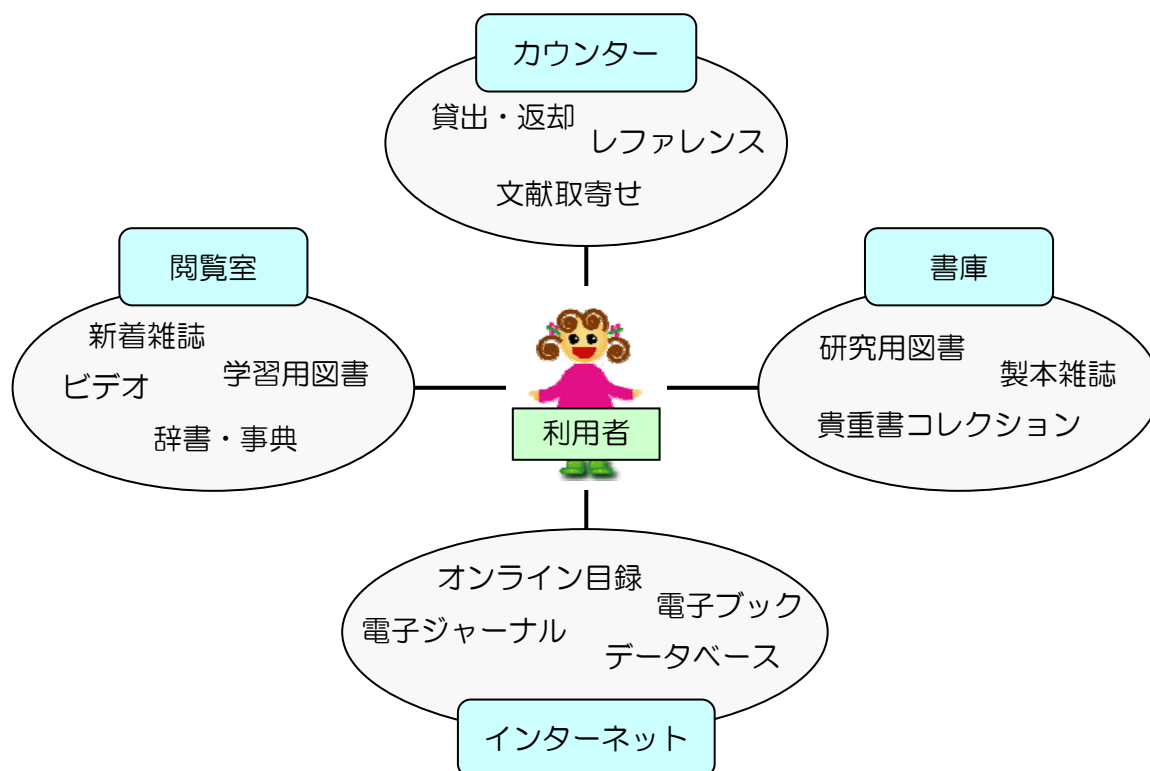 カウンター
貸出・返却
レファレンス
文献取寄せ
閲覧室
新着雑誌
学習用図書
ビデオ
辞書・事典
書庫
研究用図書
製本雑誌
貴重書コレクション
利用者
オンライン目録
電子ブック
電子ジャーナル
データベース
インターネット